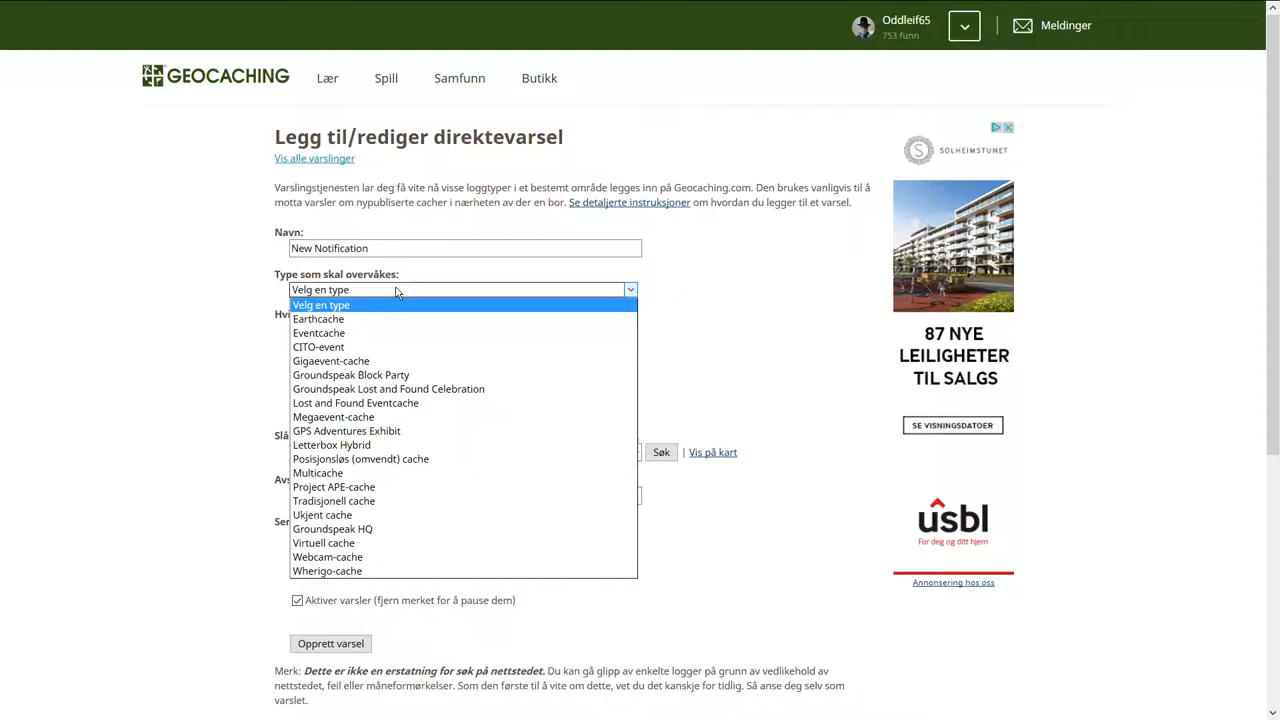 Oddleif65
753 funn
Meldinger
GEOCACHING
Lær
Spill
Samfunn
Butikk
Legg til/rediger direktevarsel
Vis alle varslinger
SOLHEIMSTUNET
Varslingstjenesten lar deg få vite nå visse loggtyper i et bestemt område legges inn på Geocaching.com. Den brukes vanligvis til å
motta varsler om nypubliserte cacher i nærheten av der en bor. Se detaljerte instruksjoner om hvordan du legger til et varsel.
Navn:
New Notification
Type som skal overvåkes:
Velg en type
Velg en type
Earthcache
Eventcache
CITO-event
Gigaevent-cache
Groundspeak Block Party
Groundspeak Lost and Found Celebration
Lost and Found Eventcache
Megaevent-cache
GPS Adventures Exhibit
Letterbox Hybrid
Posisjonsløs (omvendt) cache
Multicache
Project APE-cache
Tradisjonell cache
Ukjent cache
Groundspeak HQ
Virtuell cache
Webcam-cache
Wherigo-cache
Søk | Vis på kart
87 NYE
LEILIGHETER
TIL SALGS
SE VISNINGSDATOER
usbl
For deg og ditt hjem
Annonsering hos oss
Aktiver varsler (fjern merket for å pause dem)
Opprett varsel
Merk: Dette er ikke en erstatning for søk på nettstedet. Du kan gå glipp av enkelte logger på grunn av vedlikehold av
nettstedet, feil eller måneformørkelser. Som den første til å vite om dette, vet du det kanskje for tidlig. Så anse deg selv som
varslet.